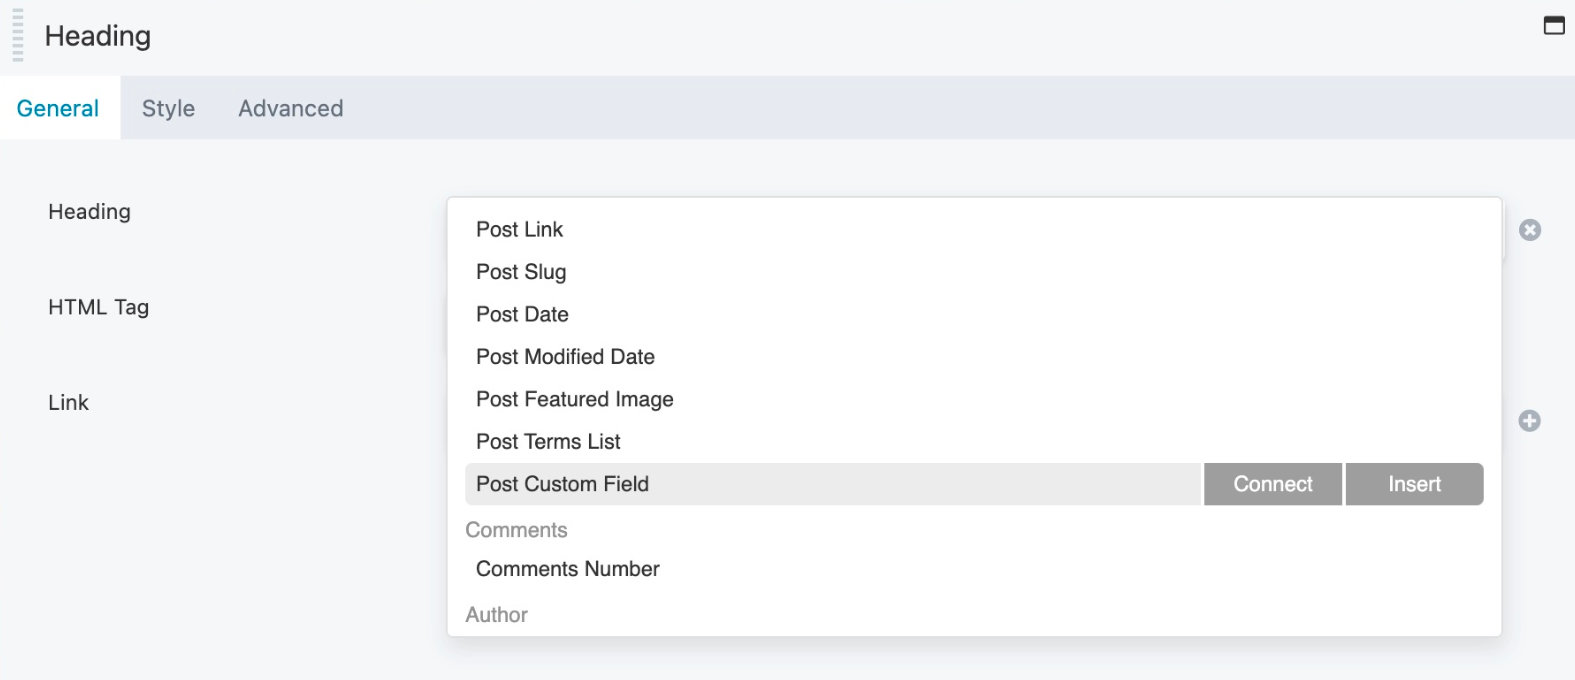 Heading
General Style Advanced
Heading
HTML Tag
Link
Post Link
Post Slug
Post Date
Post Modified Date
Post Featured Image
Post Terms List
Post Custom Field Connect Insert
Comments
Comments Number
Author